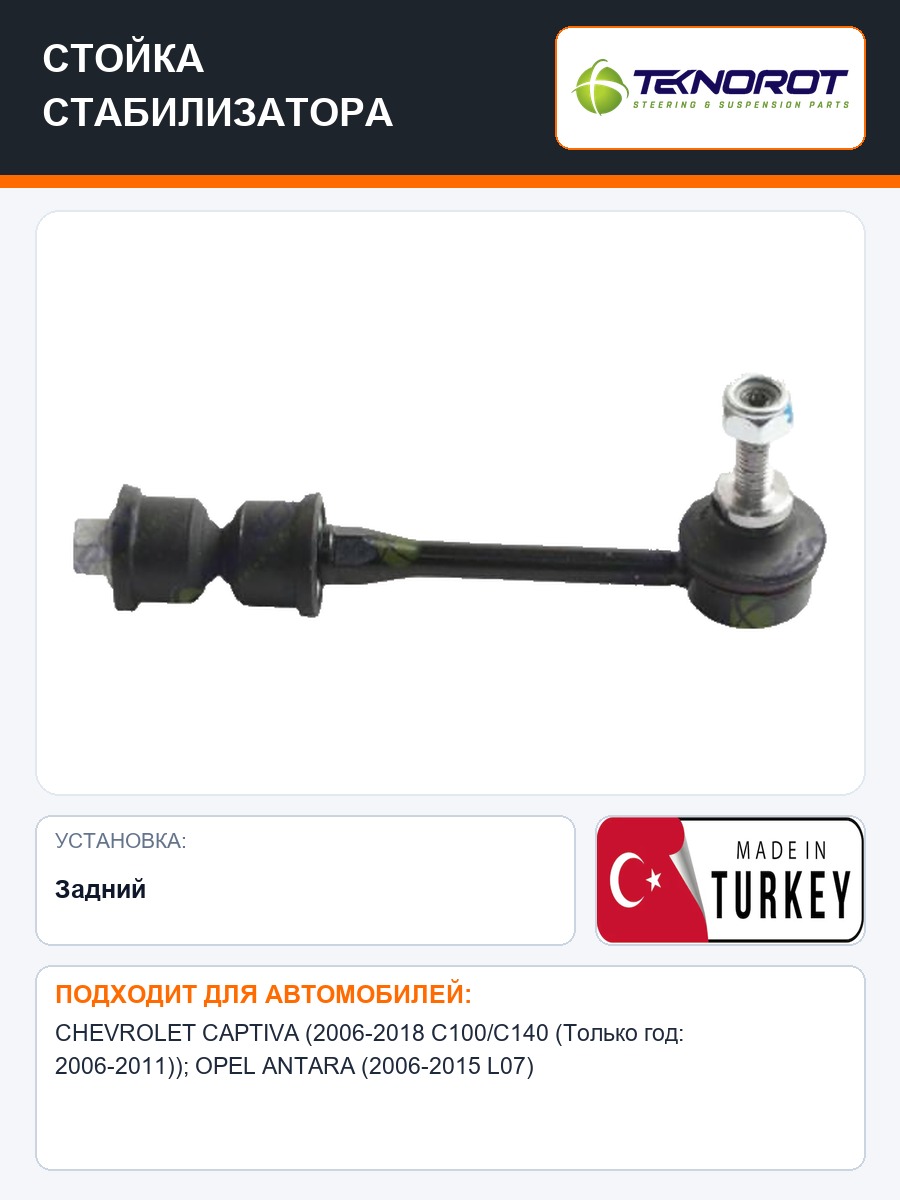 СТОЙКА
СТАБИЛИЗАТОРА
TEKNOROT
STEERING & SUSPENSION PARTS
УСТАНОВКА:
Задний
MADE IN
TURKEY
ПОДХОДИТ ДЛЯ АВТОМОБИЛЕЙ:
CHEVROLET CAPTIVA (2006-2018 C100/C140 (Только год:
2006-2011)); OPEL ANTARA (2006-2015 L07)